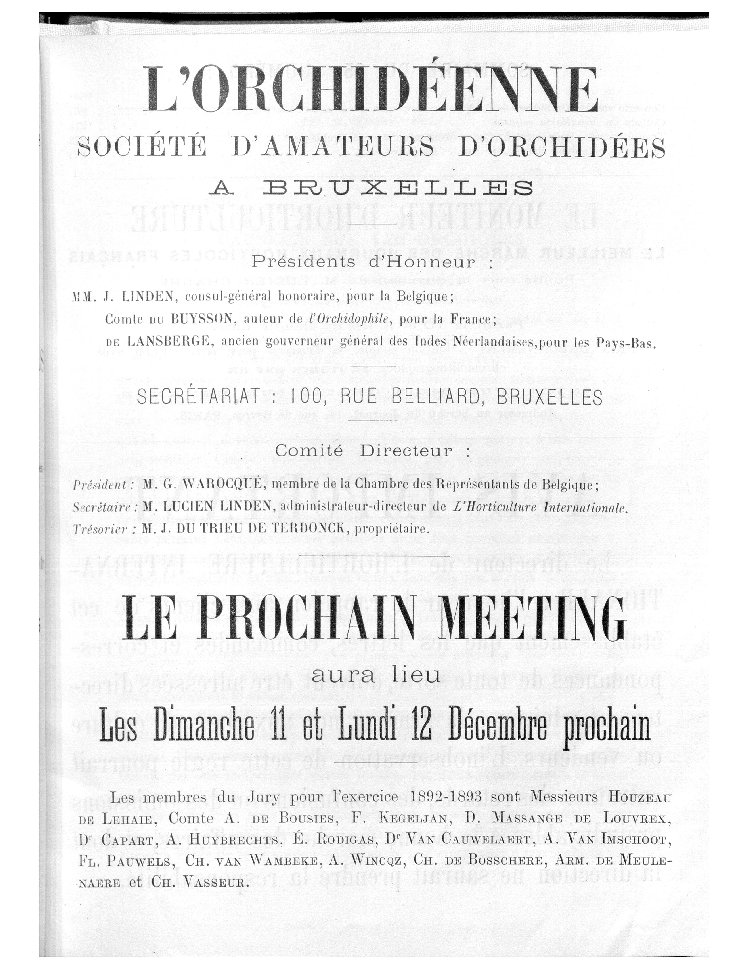 L'ORCHIDÉENNE
SOCIÉTÉ D'AMATEURS D'ORCHIDÉES
A BRUXELLES
Présidents d'Honneur :
MM. J. LINDEN, consul-général honoraire, pour la Belgique;
Comte DU BUYSSON, auteur de l'Orchidophile, pour la France;
DE LANSBERGE, ancien gouverneur général des Indes Néerlandaises, pour les Pays-Bas.
SECRÉTARIAT : 100, RUE BELLIARD, BRUXELLES
Comité Directeur :
Président : M. G. WAROCQUÉ, membre de la Chambre des Représentants de Belgique;
Secrétaire : M. LUCIEN LINDEN, administrateur-directeur de L'Horticulture Internationale.
Trésorier : M. J. DU TRIEU DE TERDONCK, propriétaire.
LE PROCHAIN MEETING
aura lieu
Les Dimanche 11 et Lundi 12 Décembre prochain
Les membres du Jury pour l'exercice 1892-1893 sont Messieurs HOUZEAU
DE LEHAIE, Comte A. DE BOUSIES, F. KEGELJAN, D. MASSANGE DE LOUVREX,
Dr CAPART, A. HUYBRECHTS, É. RODIGAS, Dr VAN CAUWELAERT, A. VAN IMSCHOOT,
FL. PAUWELS, CH. VAN WAMBEKE, A. WINCQZ, CH. DE BOSSCHERE, ARM. DE MEULE-
NAERE et CH. VASSEUR.